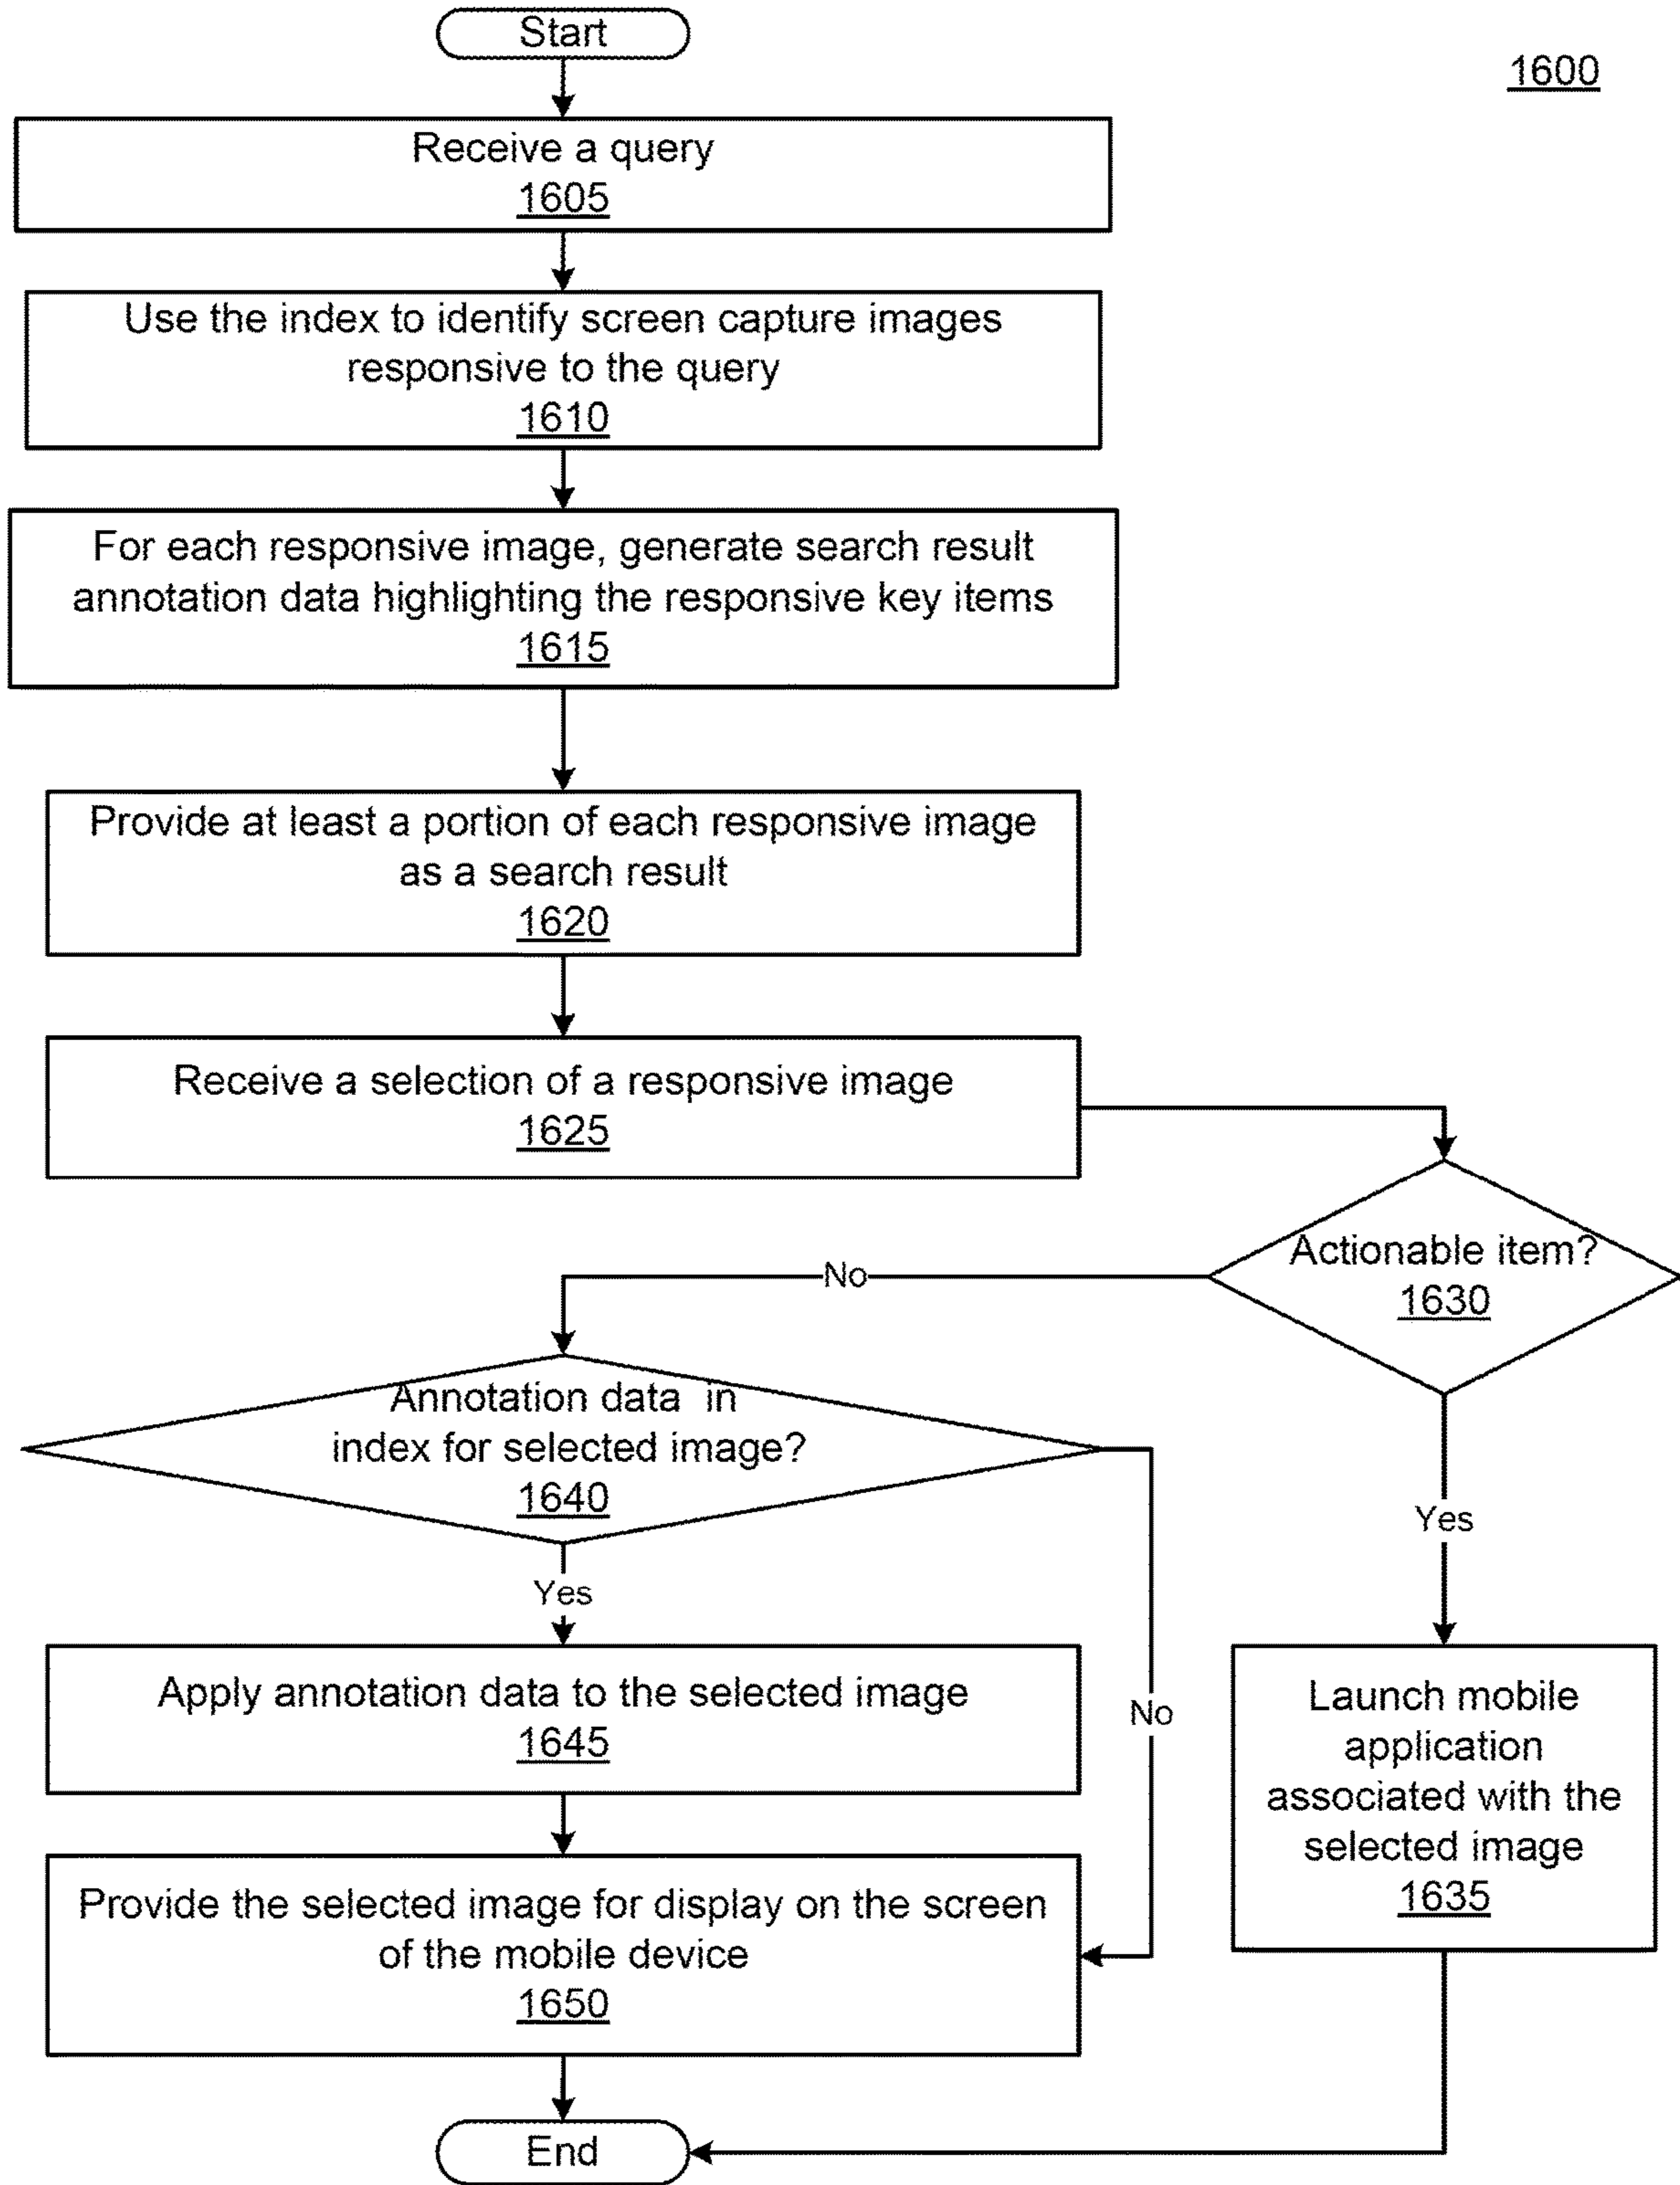 Start
1600
Receive a query
1605
Use the index to identify screen capture images
responsive to the query
1610
For each responsive image, generate search result
annotation data highlighting the responsive key items
1615
Provide at least a portion of each responsive image
as a search result
1620
Receive a selection of a responsive image
1625
Actionable item?
1630
No
Annotation data in
index for selected image?
1640
Yes
Yes
Apply annotation data to the selected image
1645
No
Launch mobile
application
associated with the
selected image
1635
Provide the selected image for display on the screen
of the mobile device
1650
End